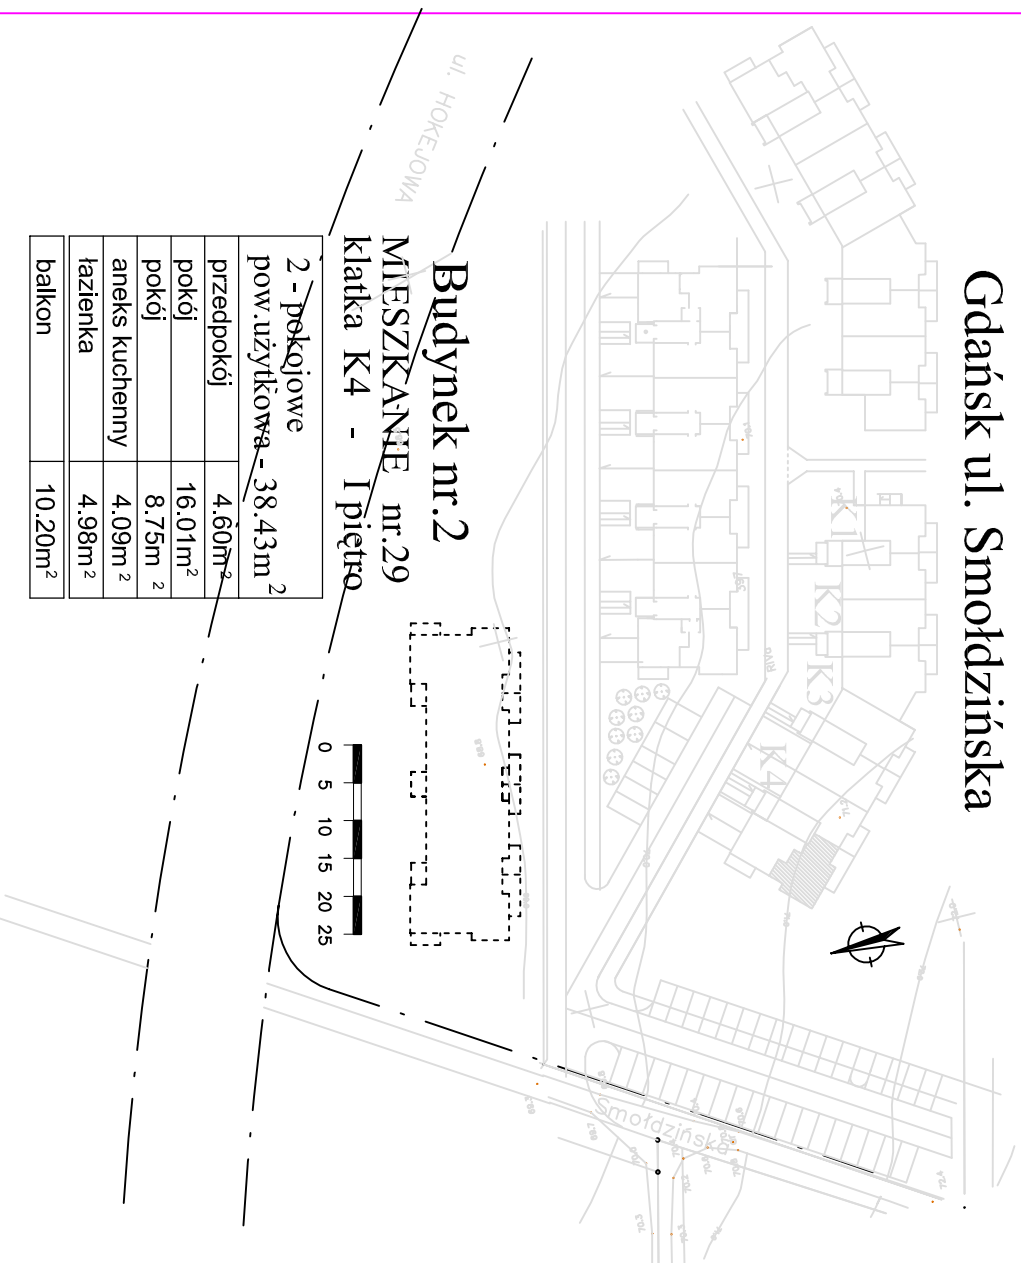 Gdańsk ul. Smołdzińska
K1
K2
K3
K4
ul. HOKEJOWA
Budynek nr.2
MIESZKANIE nr.29
klatka K4 - I piętro
2 - pokojowe
pow.użytkowa - 38.43m²
przedpokój 4.60m²
pokój 16.01m²
pokój 8.75m²
aneks kuchenny 4.09m²
łazienka 4.98m²
balkon 10.20m²
0 5 10 15 20 25
Smołdzińska